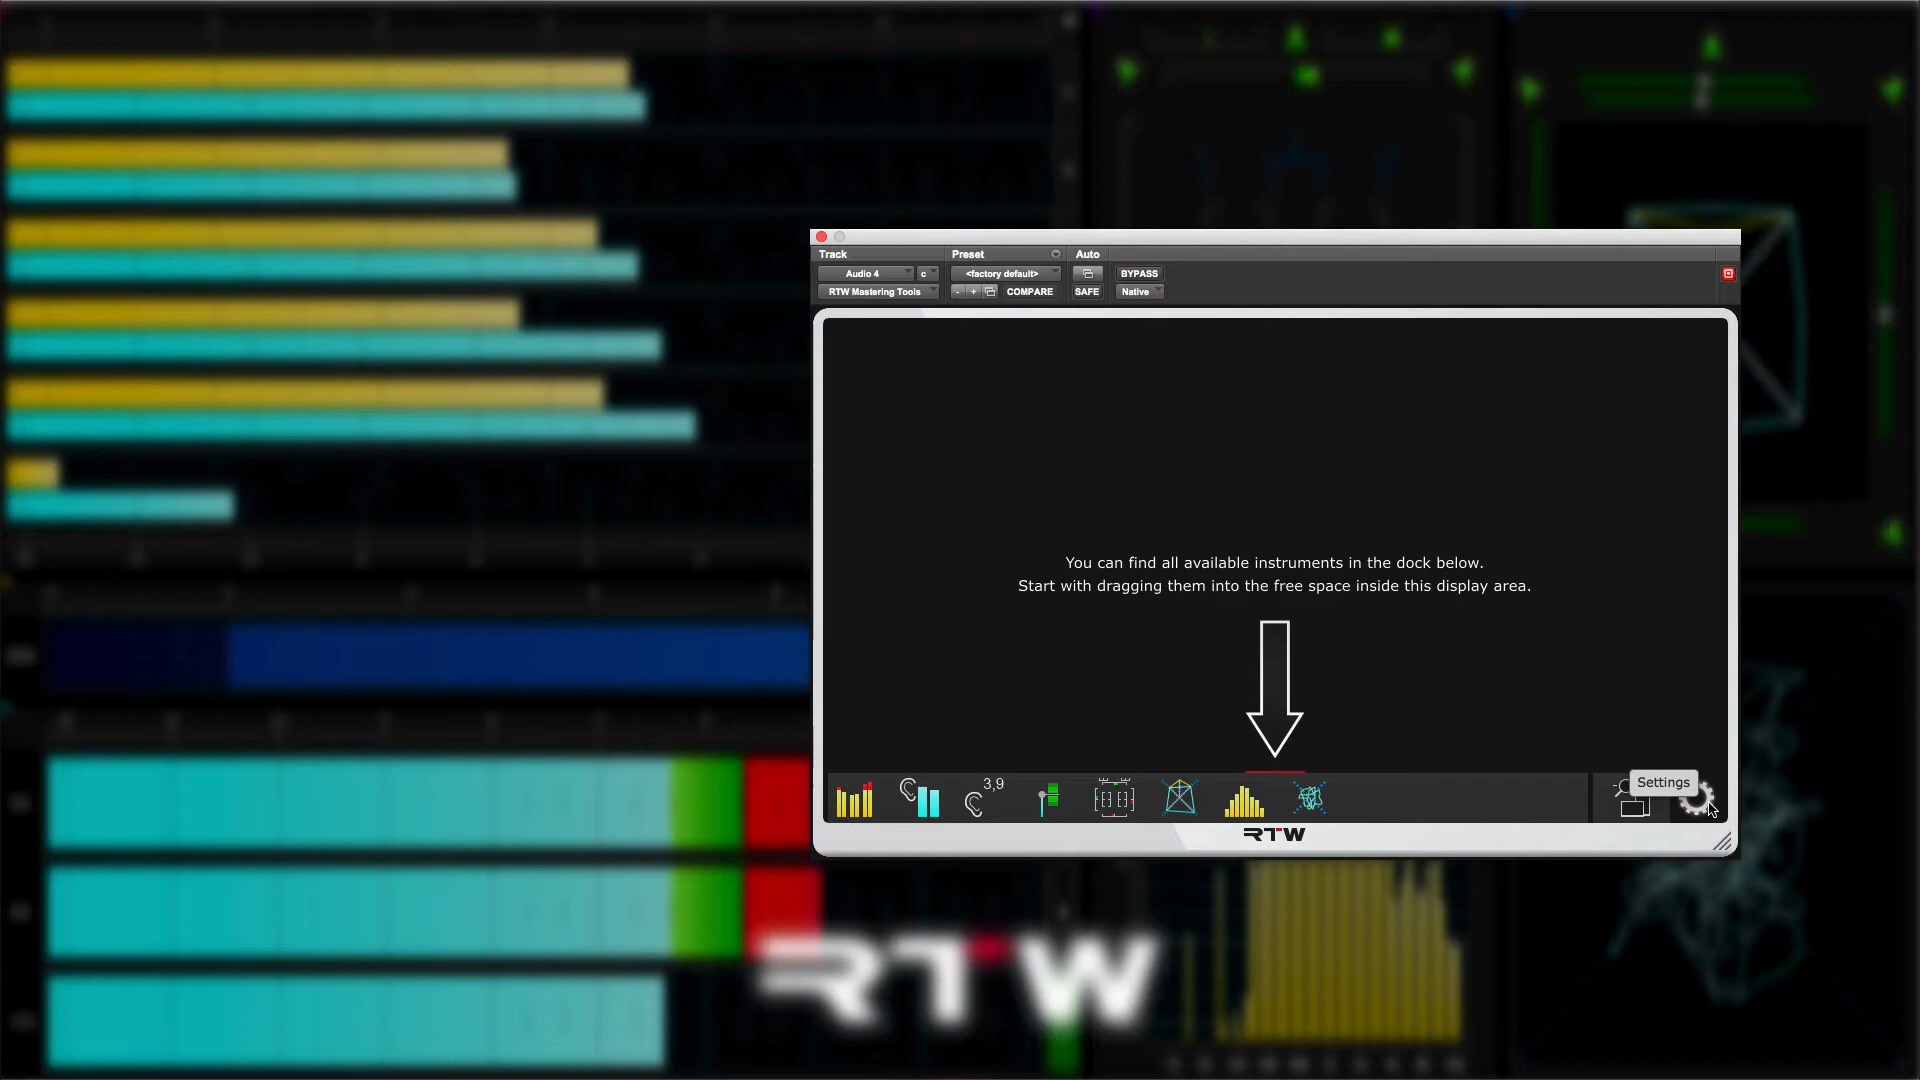 Track
Preset
Auto
Audio 4
c
<factory default>
BYPASS
RTW Mastering Tools
- +
COMPARE
SAFE
Native
You can find all available instruments in the dock below.
Start with dragging them into the free space inside this display area.
3,9
Settings
RTW
RTW